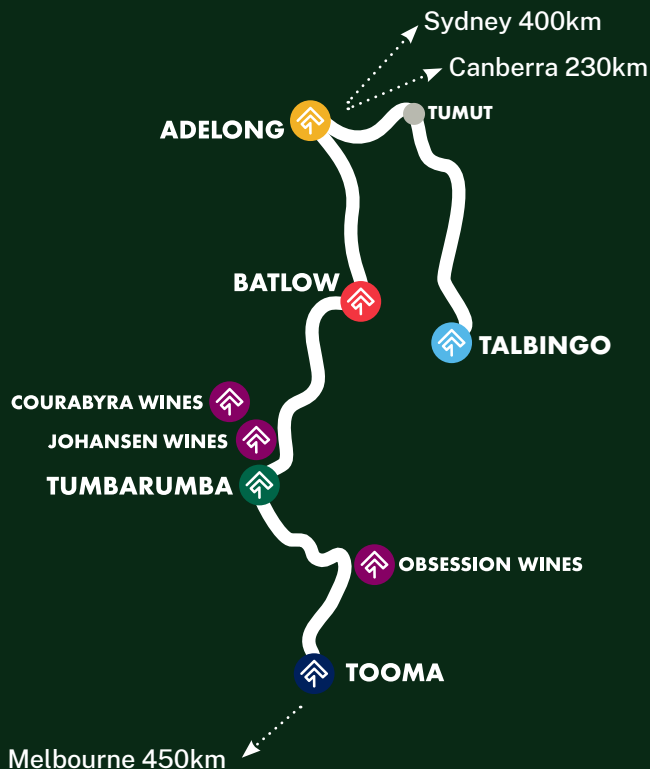 Sydney 400km
Canberra 230km
TUMUT
ADELONG
BATLOW
TALBINGO
COURABYRA WINES
JOHANSEN WINES
TUMBARUMBA
OBSESSION WINES
TOOMA
Melbourne 450km